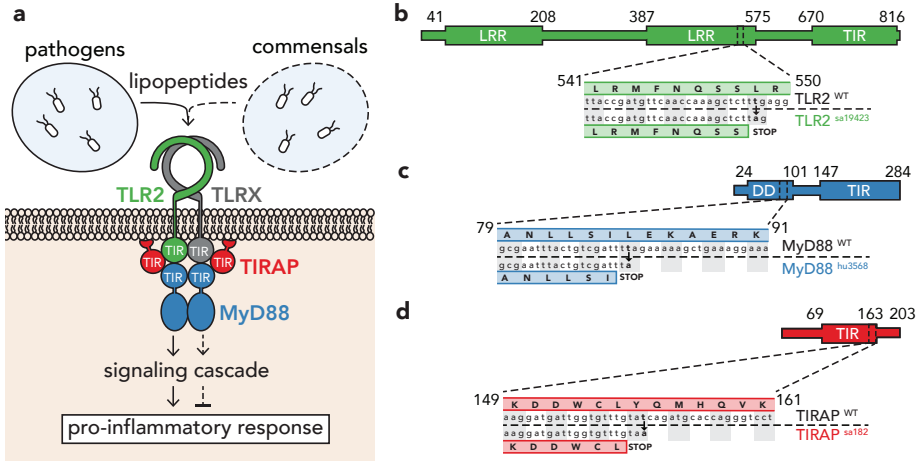 a
pathogens
commensals
lipopeptides
TLR2
TLRX
TIR
TIR
TIR
TIR
TIRAP
TIR
TIR
MyD88
signaling cascade
pro-inflammatory response
b
41 208 387 575 670 816
LRR LRR TIR
541 550
L R M F N Q S S L R
ttaccgatgttcaaccaaagctctttgagg TLR2 WT
ttaccgatgttcaaccaaagctcttag TLR2 sa19423
L R M F N Q S S STOP
c
24 101 147 284
DD TIR
79 91
A N L L S I L E K A E R K
gcgaatttactgtcgattttagaaaaagctgaaaggaaa MyD88 WT
gcgaatttactgtcgattta MyD88 hu3568
A N L L S I STOP
d
69 163 203
TIR
149 161
K D D W C L Y Q M H Q V K
aaggatgattggtgtttgtatcagatgcaccagggtcct TIRAP WT
aaggatgattggtgtttgtaa TIRAP sa182
K D D W C L STOP